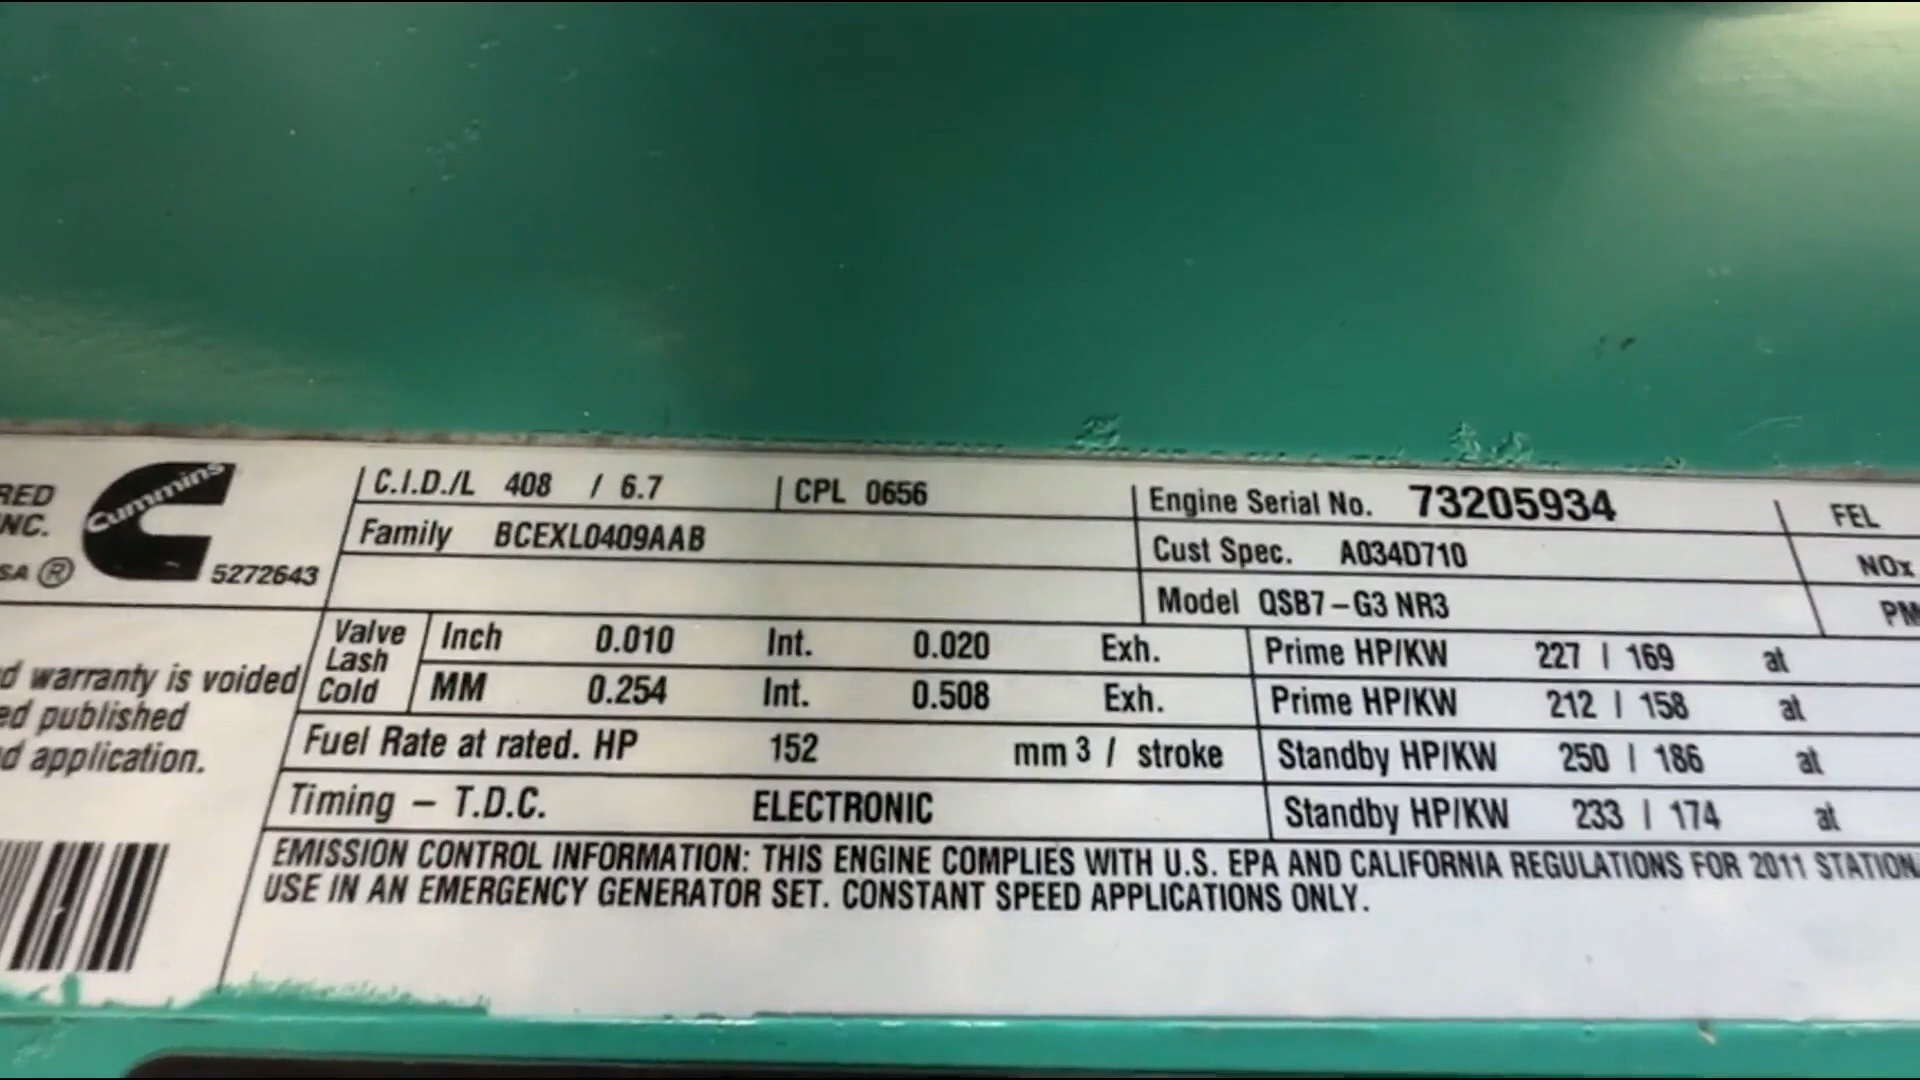 RED
INC.
SA ®
Cummins
5272643
C.I.D./L 408 / 6.7
CPL 0656
Family BCEXL0409AAB
Engine Serial No. 73205934
Cust Spec. A034D710
Model QSB7-G3 NR3
FEL
NOx
PM
d warranty is voided
ed published
d application.
Valve Lash Cold
Inch 0.010 Int. 0.020 Exh.
MM 0.254 Int. 0.508 Exh.
Fuel Rate at rated. HP 152 mm 3 / stroke
Timing - T.D.C. ELECTRONIC
Prime HP/KW 227 / 169 at
Prime HP/KW 212 / 158 at
Standby HP/KW 250 / 186 at
Standby HP/KW 233 / 174 at
EMISSION CONTROL INFORMATION: THIS ENGINE COMPLIES WITH U.S. EPA AND CALIFORNIA REGULATIONS FOR 2011 STATION
USE IN AN EMERGENCY GENERATOR SET. CONSTANT SPEED APPLICATIONS ONLY.